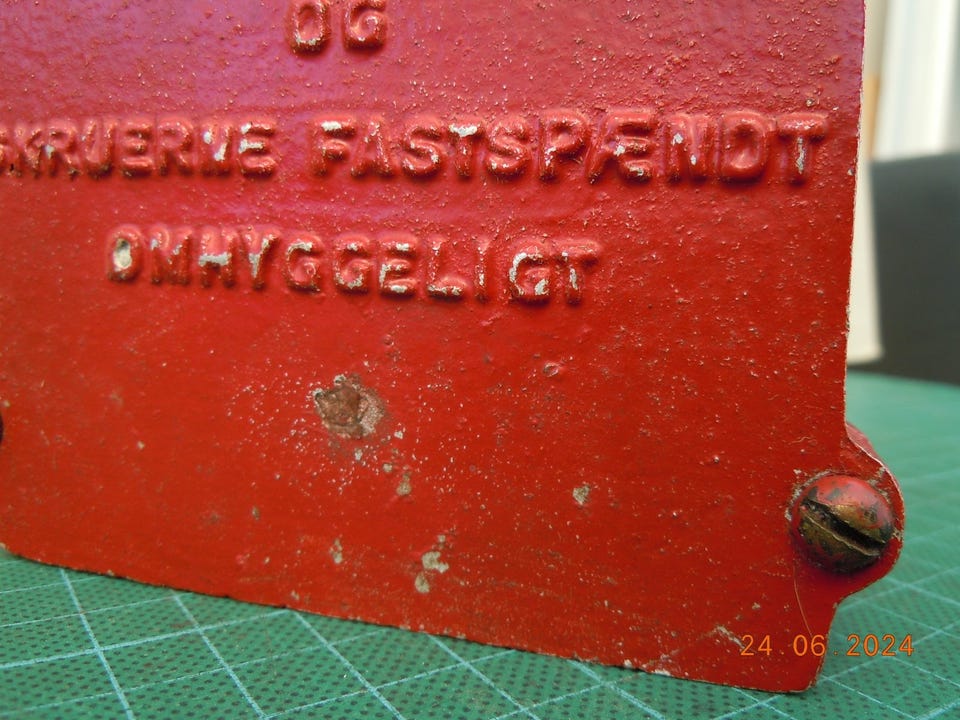 OG
SKRUERNE FASTSPÆNDT
OMHYGGELIGT
24.06.2024